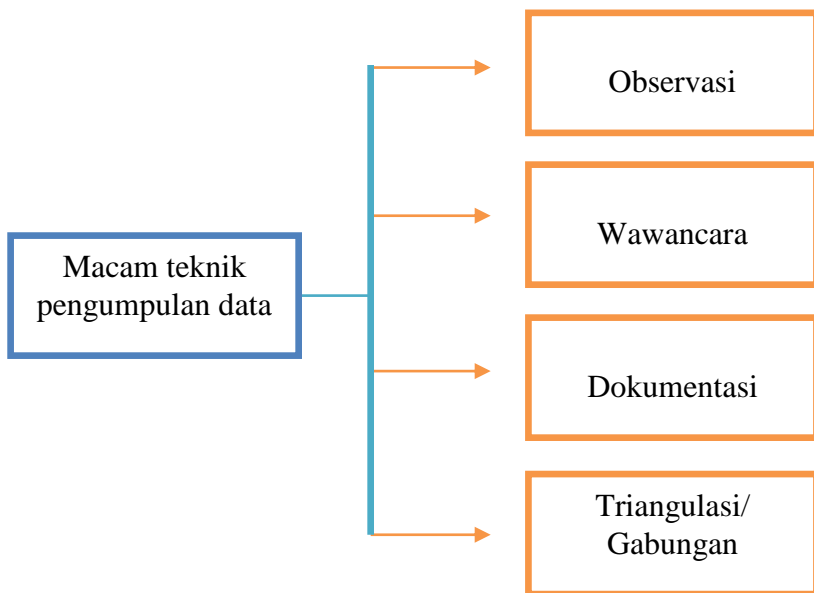 Observasi
Wawancara
Macam teknik
pengumpulan data
Dokumentasi
Triangulasi/
Gabungan